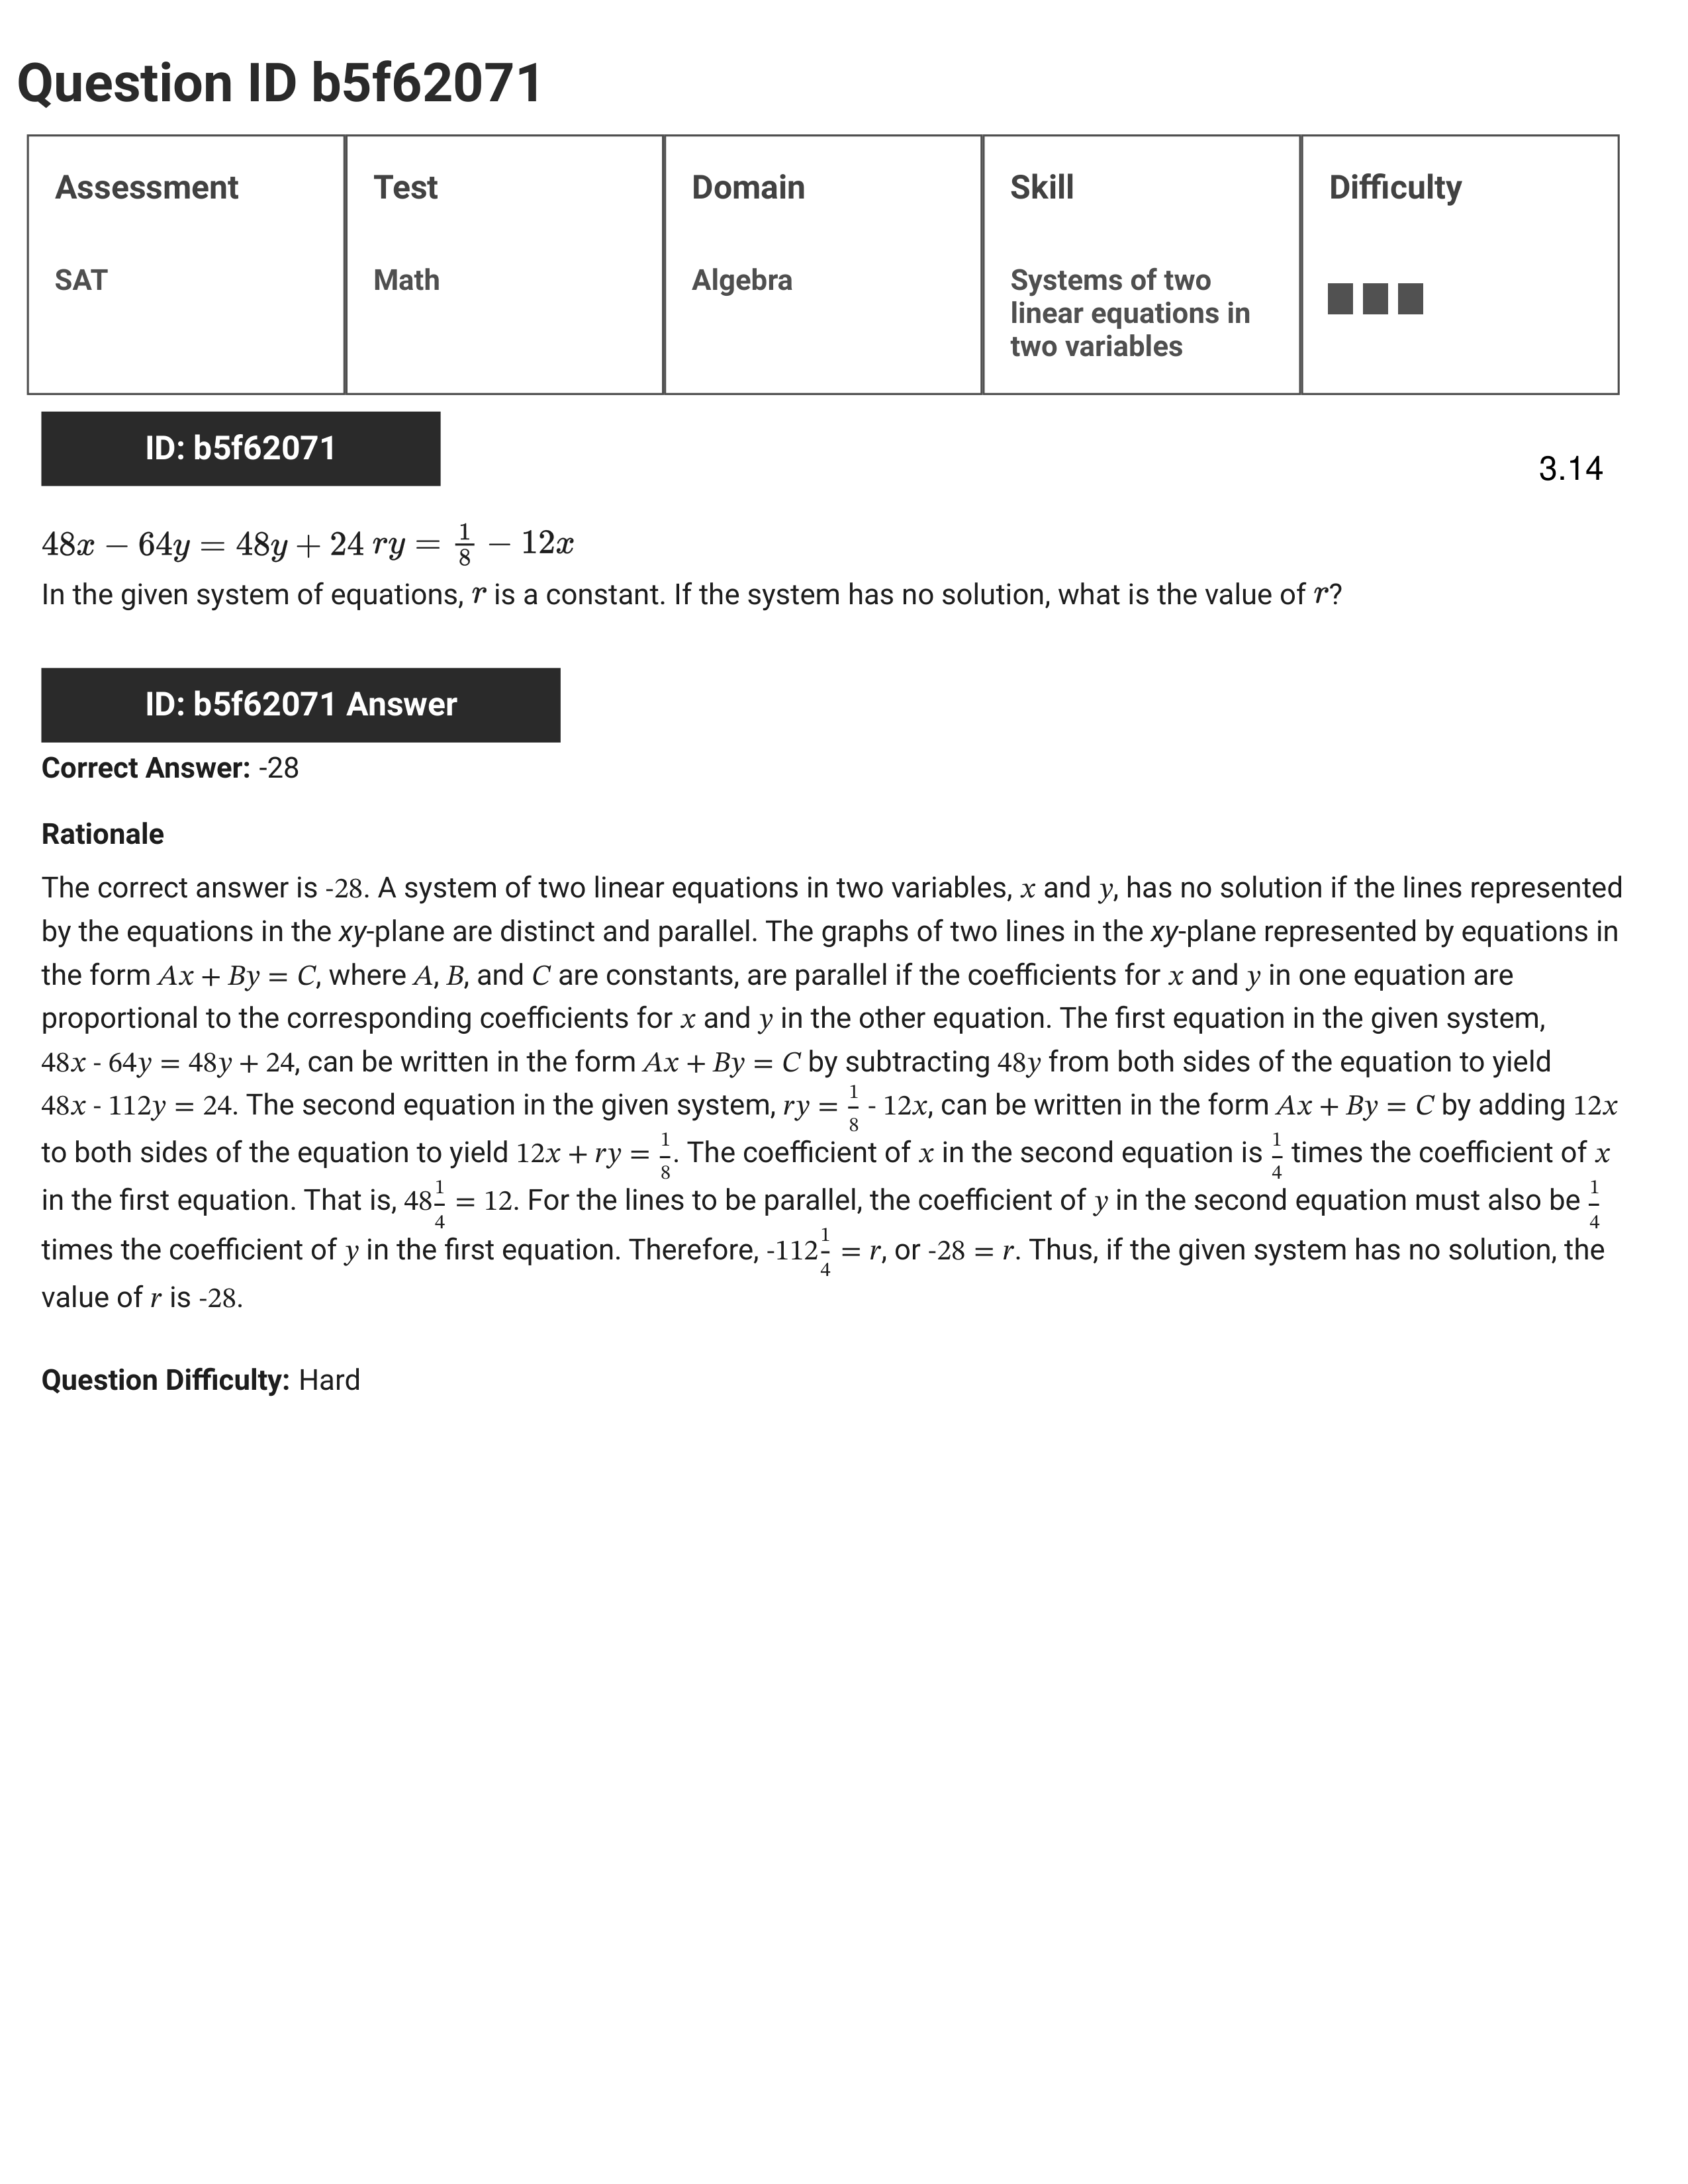 Question ID b5f62071
Assessment Test Domain Skill Difficulty
SAT Math Algebra Systems of two
linear equations in
two variables
ID: b5f62071
3.14
48x − 64y = 48y + 24 ry = 1/8 − 12x
In the given system of equations, r is a constant. If the system has no solution, what is the value of r?
ID: b5f62071 Answer
Correct Answer: -28
Rationale
The correct answer is -28. A system of two linear equations in two variables, x and y, has no solution if the lines represented
by the equations in the xy-plane are distinct and parallel. The graphs of two lines in the xy-plane represented by equations in
the form Ax + By = C, where A, B, and C are constants, are parallel if the coefficients for x and y in one equation are
proportional to the corresponding coefficients for x and y in the other equation. The first equation in the given system,
48x - 64y = 48y + 24, can be written in the form Ax + By = C by subtracting 48y from both sides of the equation to yield
48x - 112y = 24. The second equation in the given system, ry = 1/8 - 12x, can be written in the form Ax + By = C by adding 12x
to both sides of the equation to yield 12x + ry = 1/8. The coefficient of x in the second equation is 1/4 times the coefficient of x
in the first equation. That is, 48 1/4 = 12. For the lines to be parallel, the coefficient of y in the second equation must also be 1/4
times the coefficient of y in the first equation. Therefore, -112 1/4 = r, or -28 = r. Thus, if the given system has no solution, the
value of r is -28.
Question Difficulty: Hard